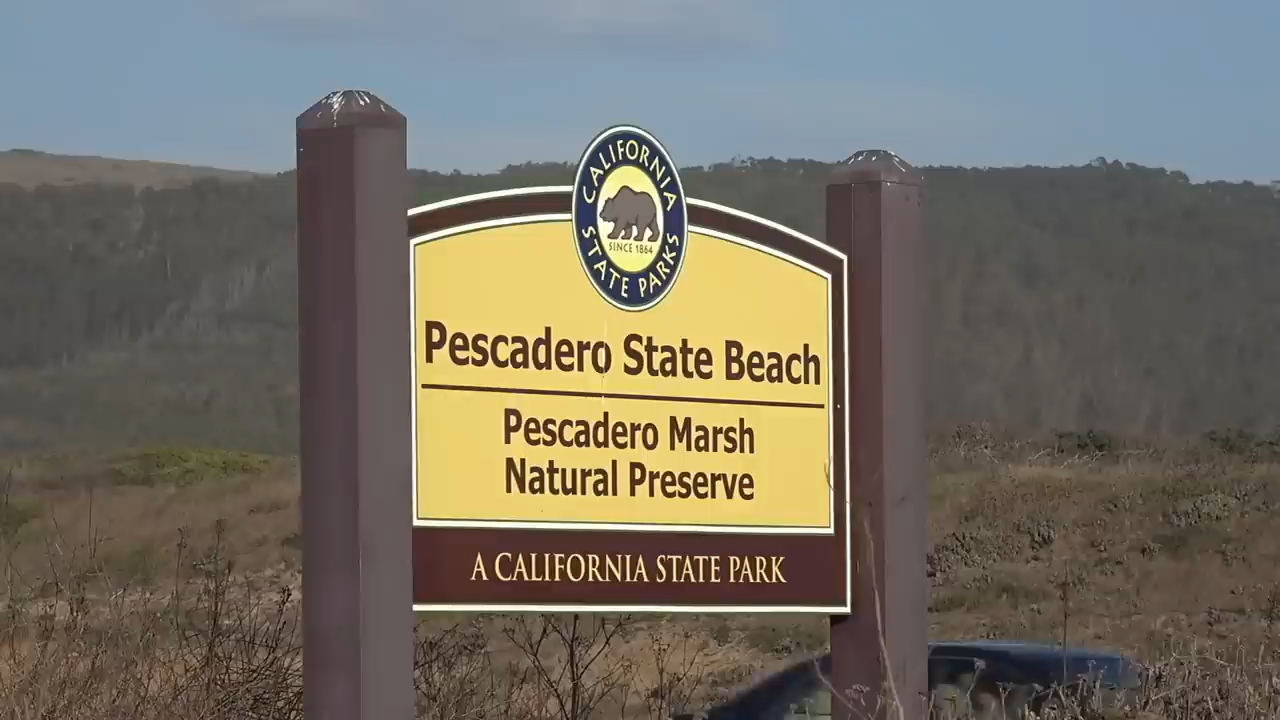 CALIFORNIA
SINCE 1864
STATE PARKS
Pescadero State Beach
Pescadero Marsh
Natural Preserve
A CALIFORNIA STATE PARK